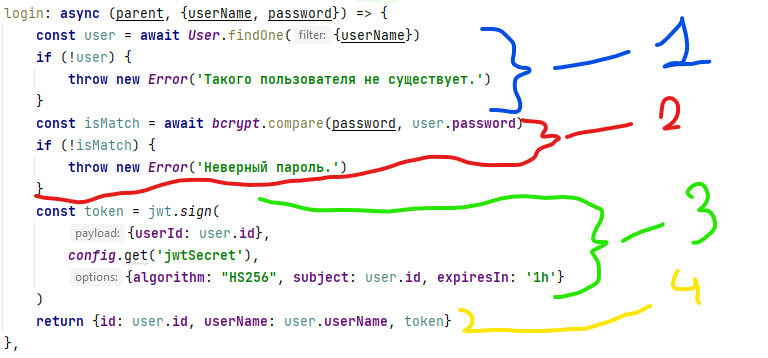 login: async (parent, {userName, password}) => {
const user = await User.findOne( filter: {userName})
if (!user) {
throw new Error('Такого пользователя не существует.')
}
1
const isMatch = await bcrypt.compare(password, user.password)
if (!isMatch) {
throw new Error('Неверный пароль.')
}
2
const token = jwt.sign(
payload: {userId: user.id},
config.get('jwtSecret'),
options: {algorithm: "HS256", subject: user.id, expiresIn: '1h'}
)
3
return {id: user.id, userName: user.userName, token}
4
},